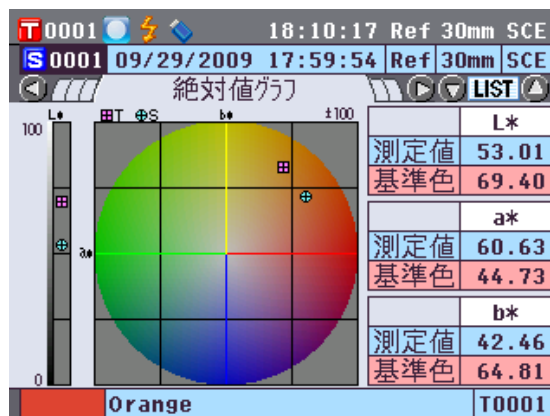 T 0001 18:10:17 Ref 30mm SCE
S 0001 09/29/2009 17:59:54 Ref 30mm SCE
絶対値グラフ LIST
L* T S b* ±100
100
a*
0
L*
測定値 53.01
基準色 69.40
a*
測定値 60.63
基準色 44.73
b*
測定値 42.46
基準色 64.81
Orange T0001